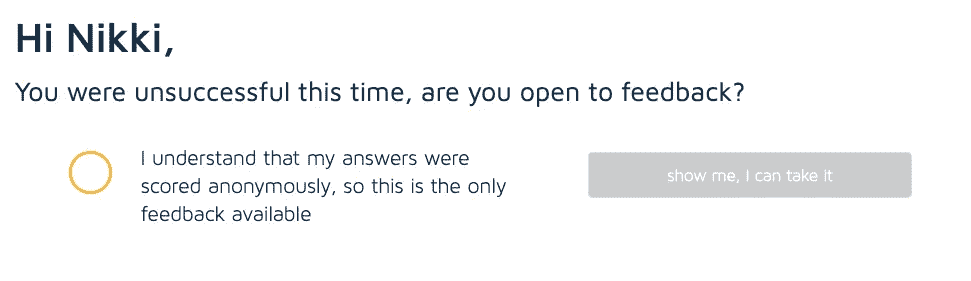 Hi Nikki,
You were unsuccessful this time, are you open to feedback?
I understand that my answers were
scored anonymously, so this is the only
feedback available
show me, I can take it